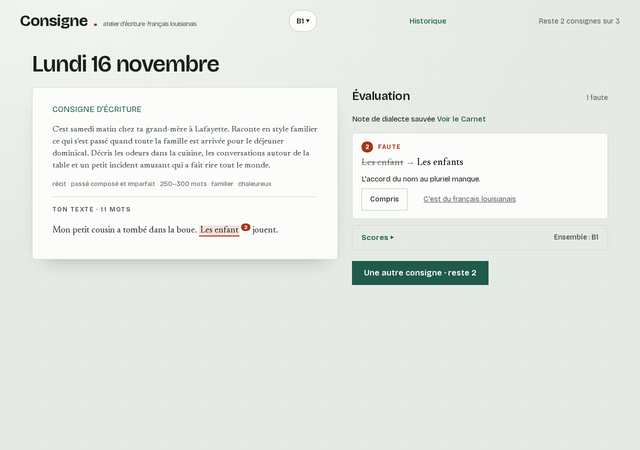 Consigne
atelier d'écriture · français louisianais
B1 ▾
Historique
Reste 2 consignes sur 3
Lundi 16 novembre
CONSIGNE D'ÉCRITURE
C'est samedi matin chez ta grand-mère à Lafayette. Raconte en style familier
ce qui s'est passé quand toute la famille est arrivée pour le déjeuner
dominical. Décris les odeurs dans la cuisine, les conversations autour de la
table et un petit incident amusant qui a fait rire tout le monde.
récit · passé composé et imparfait · 250–300 mots · familier · chaleureux
TON TEXTE · 11 MOTS
Mon petit cousin a tombé dans la boue. Les enfant 2 jouent.
Évaluation
1 faute
Note de dialecte sauvée Voir le Carnet
2 FAUTE
Les enfant → Les enfants
L'accord du nom au pluriel manque.
Compris
C'est du français louisianais
Scores ▸
Ensemble : B1
Une autre consigne · reste 2